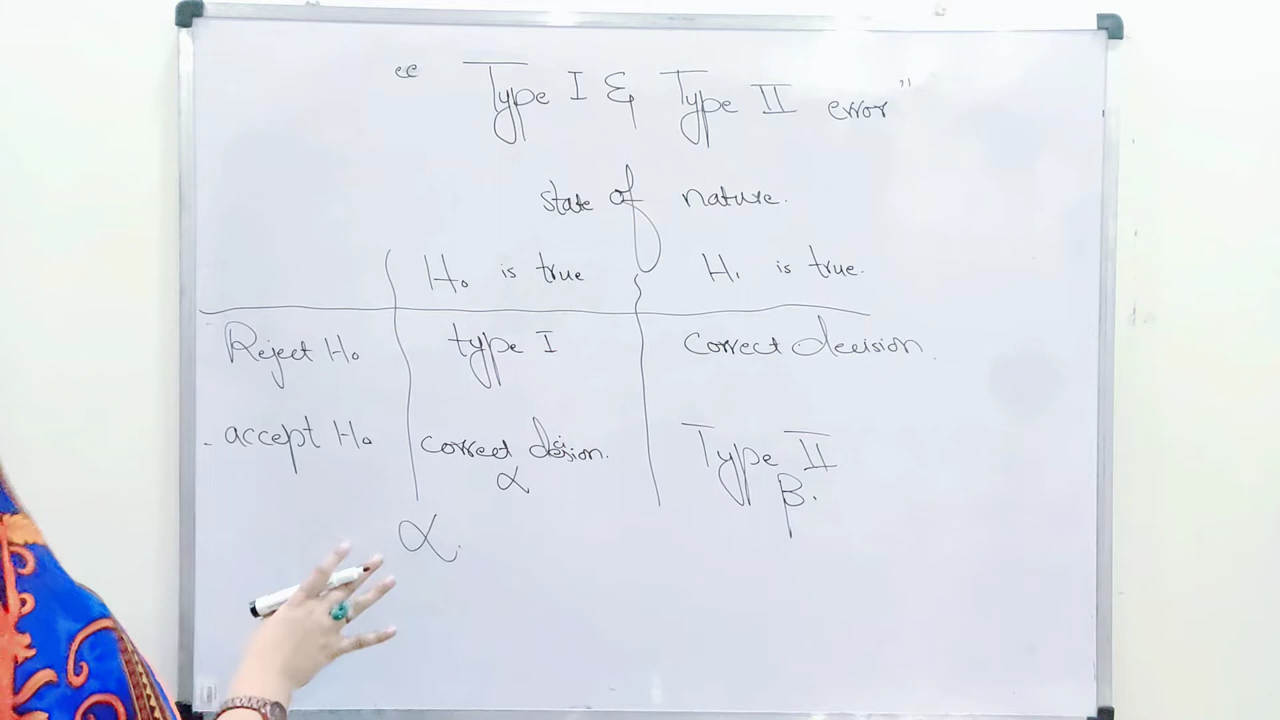 “ Type I & Type II error ”
state of nature.
H₀ is true H₁ is true.
Reject H₀ type I correct decision.
- accept H₀ correct desion. Type II
α β.
α.